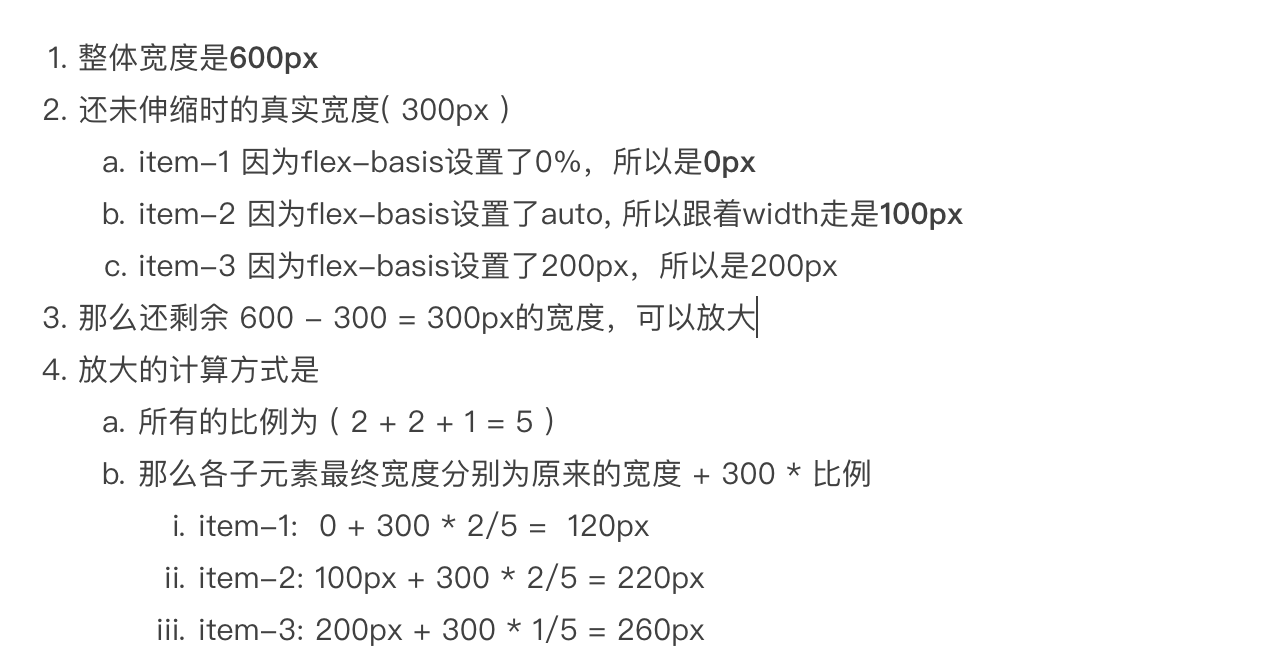 1. 整体宽度是600px
2. 还未伸缩时的真实宽度( 300px )
a. item-1 因为flex-basis设置了0%，所以是0px
b. item-2 因为flex-basis设置了auto, 所以跟着width走是100px
c. item-3 因为flex-basis设置了200px，所以是200px
3. 那么还剩余 600 - 300 = 300px的宽度，可以放大
4. 放大的计算方式是
a. 所有的比例为 ( 2 + 2 + 1 = 5 )
b. 那么各子元素最终宽度分别为原来的宽度 + 300 * 比例
i. item-1:  0 + 300 * 2/5 =  120px
ii. item-2: 100px + 300 * 2/5 = 220px
iii. item-3: 200px + 300 * 1/5 = 260px